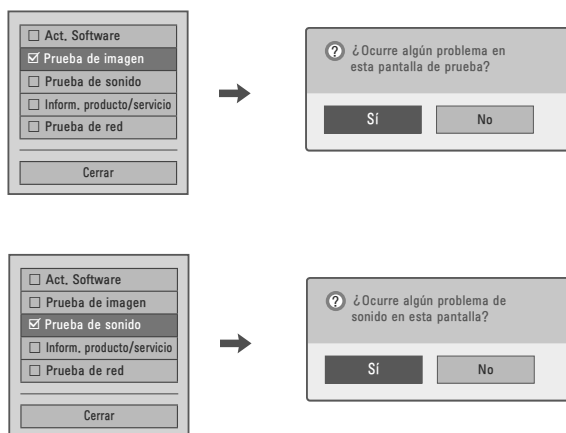 Act. Software
Prueba de imagen
Prueba de sonido
Inform. producto/servicio
Prueba de red
Cerrar
¿Ocurre algún problema en
esta pantalla de prueba?
Sí
No
Act. Software
Prueba de imagen
Prueba de sonido
Inform. producto/servicio
Prueba de red
Cerrar
¿Ocurre algún problema de
sonido en esta pantalla?
Sí
No